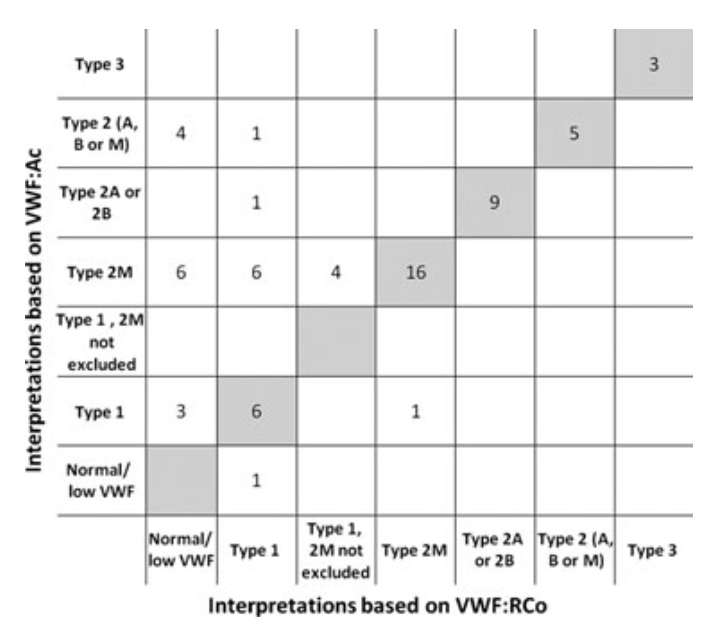 Type 3
3
Type 2 (A,
B or M)
4
1
5
Type 2A or
2B
1
9
Type 2M
6
6
4
16
Type 1 , 2M
not
excluded
Type 1
3
6
1
Normal/
low VWF
1
Normal/
low VWF
Type 1
Type 1,
2M not
excluded
Type 2M
Type 2A
or 2B
Type 2 (A,
B or M)
Type 3
Interpretations based on VWF:Ac
Interpretations based on VWF:RCo